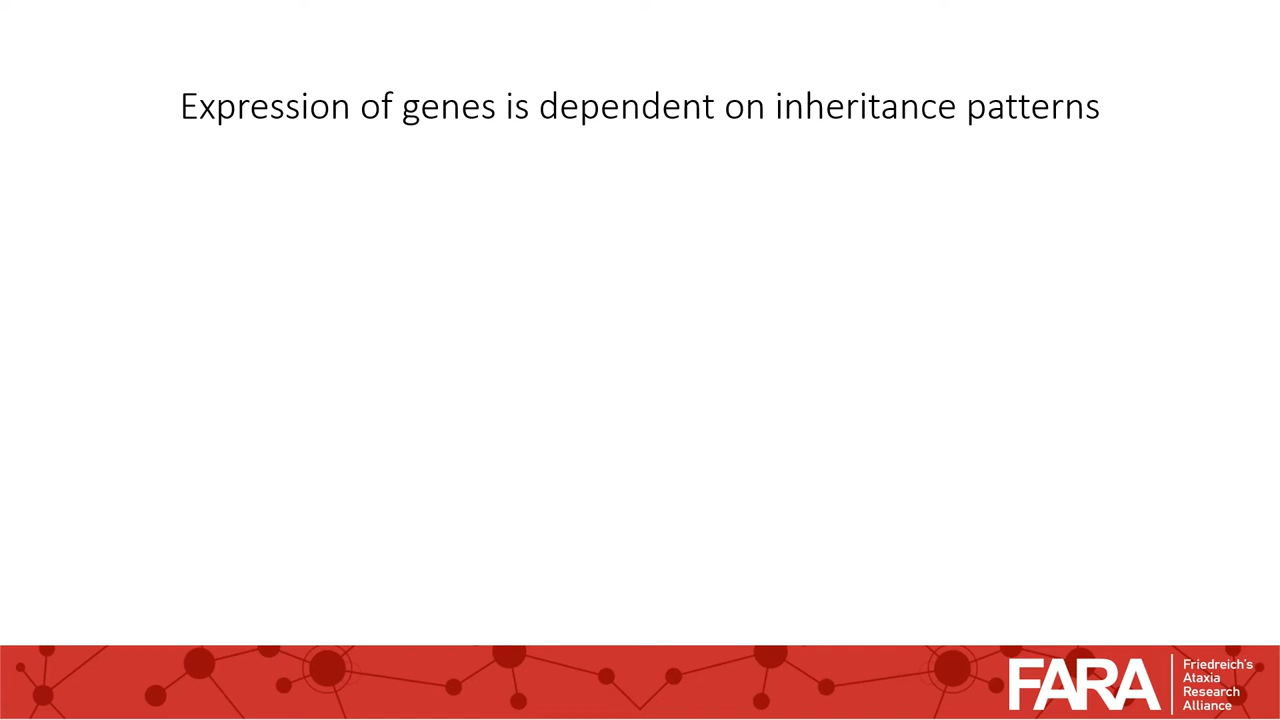 Expression of genes is dependent on inheritance patterns
FARA
Friedreich's
Ataxia
Research
Alliance